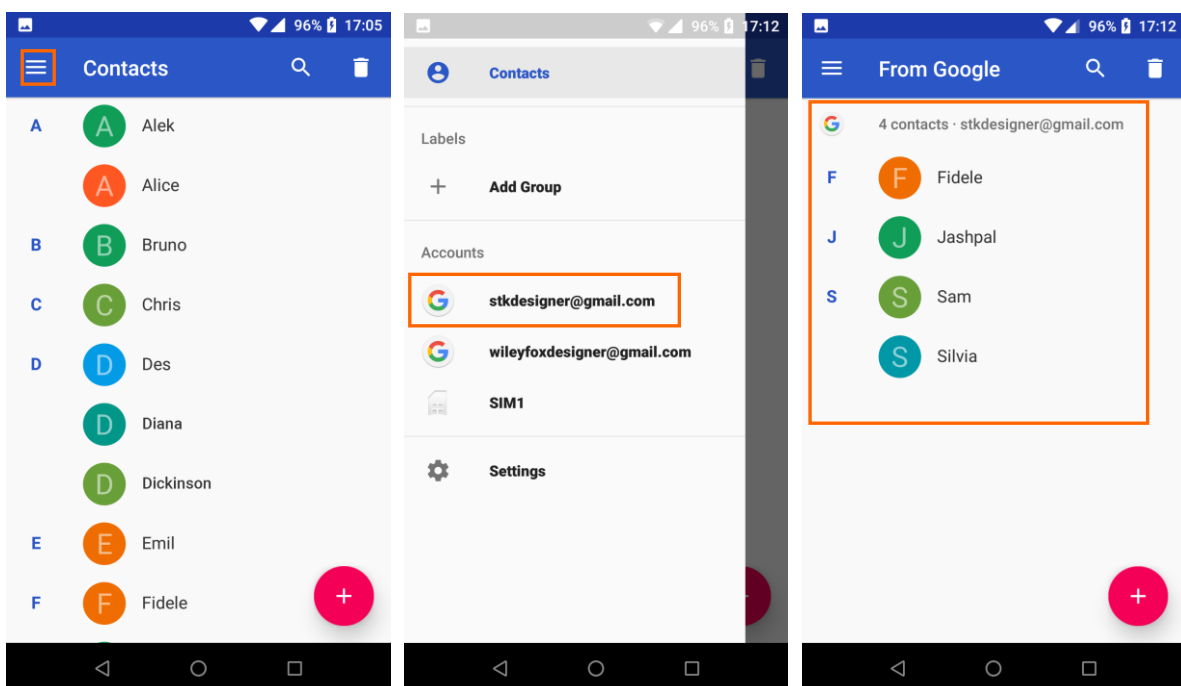 96% 17:05
Contacts
A A Alek
A Alice
B B Bruno
C C Chris
D D Des
D Diana
D Dickinson
E E Emil
F F Fidele
+
96% 17:12
Contacts
Labels
+ Add Group
Accounts
G stkdesigner@gmail.com
G wileyfoxdesigner@gmail.com
SIM1
Settings
96% 17:12
From Google
G 4 contacts · stkdesigner@gmail.com
F F Fidele
J J Jashpal
S S Sam
S Silvia
+